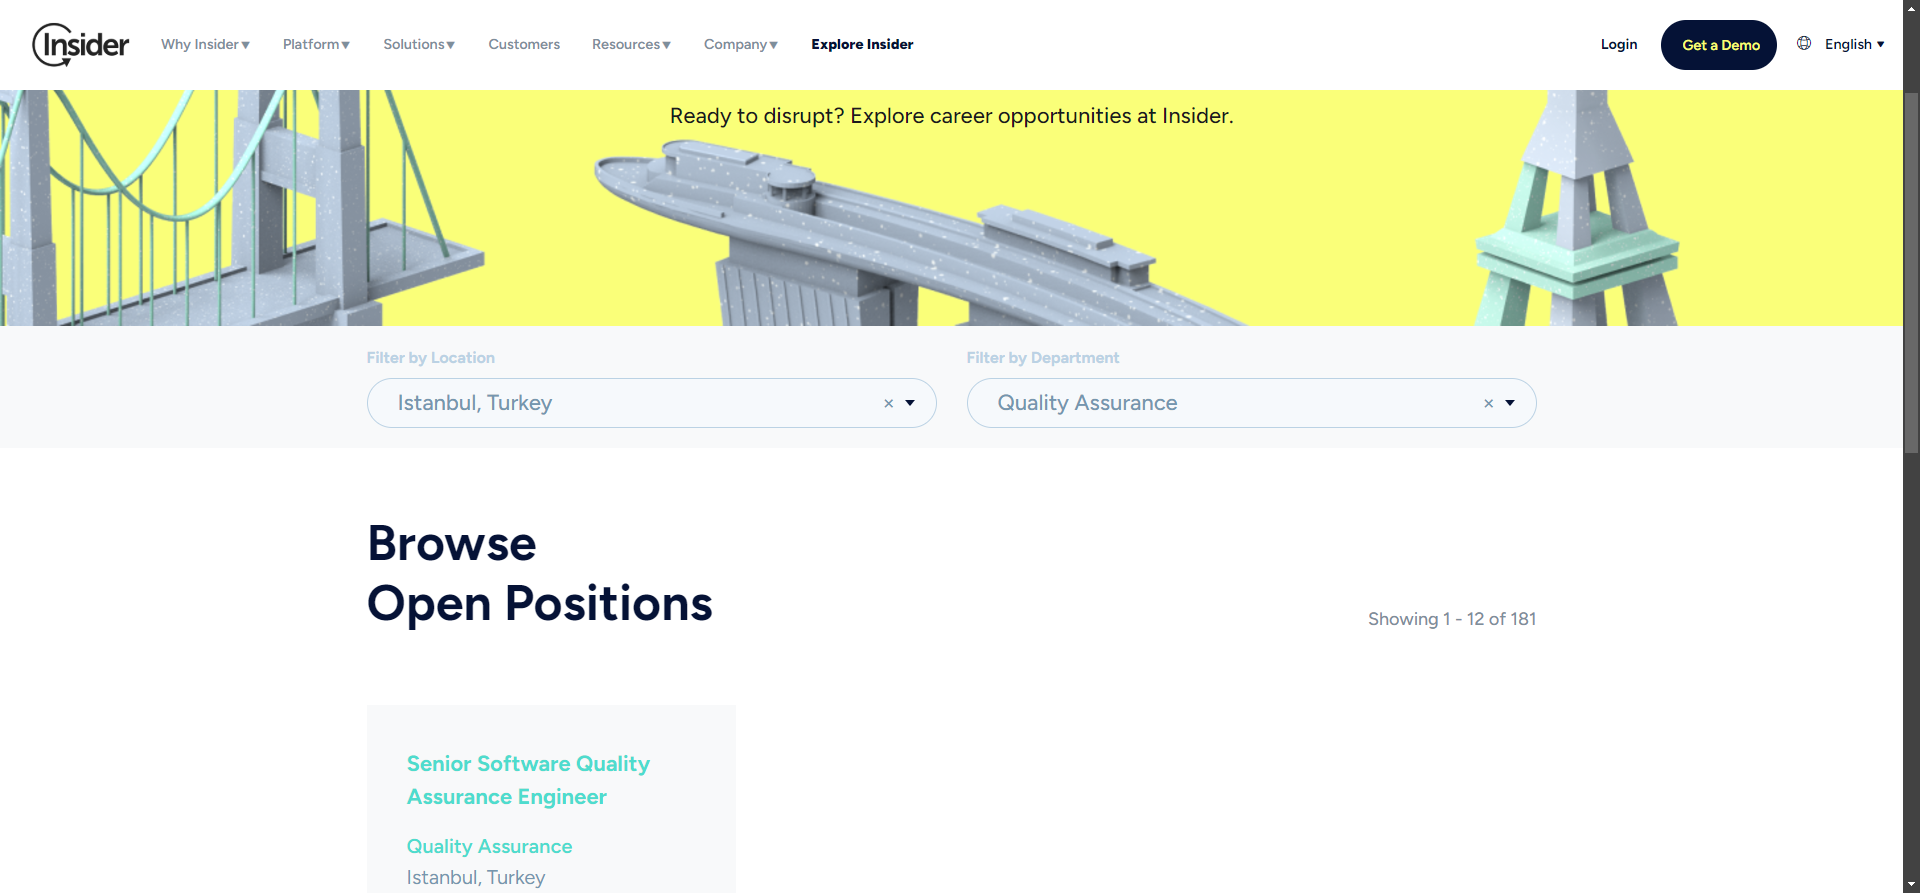 Insider
Why Insider▼ Platform▼ Solutions▼ Customers Resources▼ Company▼ Explore Insider Login Get a Demo English ▼
Ready to disrupt? Explore career opportunities at Insider.
Filter by Location
Istanbul, Turkey ×
Filter by Department
Quality Assurance ×
Browse
Open Positions
Showing 1 - 12 of 181
Senior Software Quality
Assurance Engineer
Quality Assurance
Istanbul, Turkey